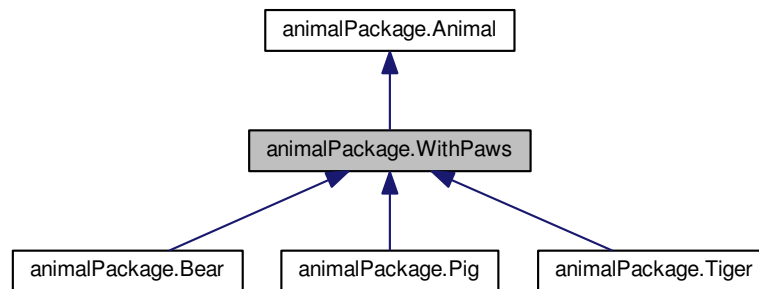 animalPackage.Animal
animalPackage.WithPaws
animalPackage.Bear
animalPackage.Pig
animalPackage.Tiger